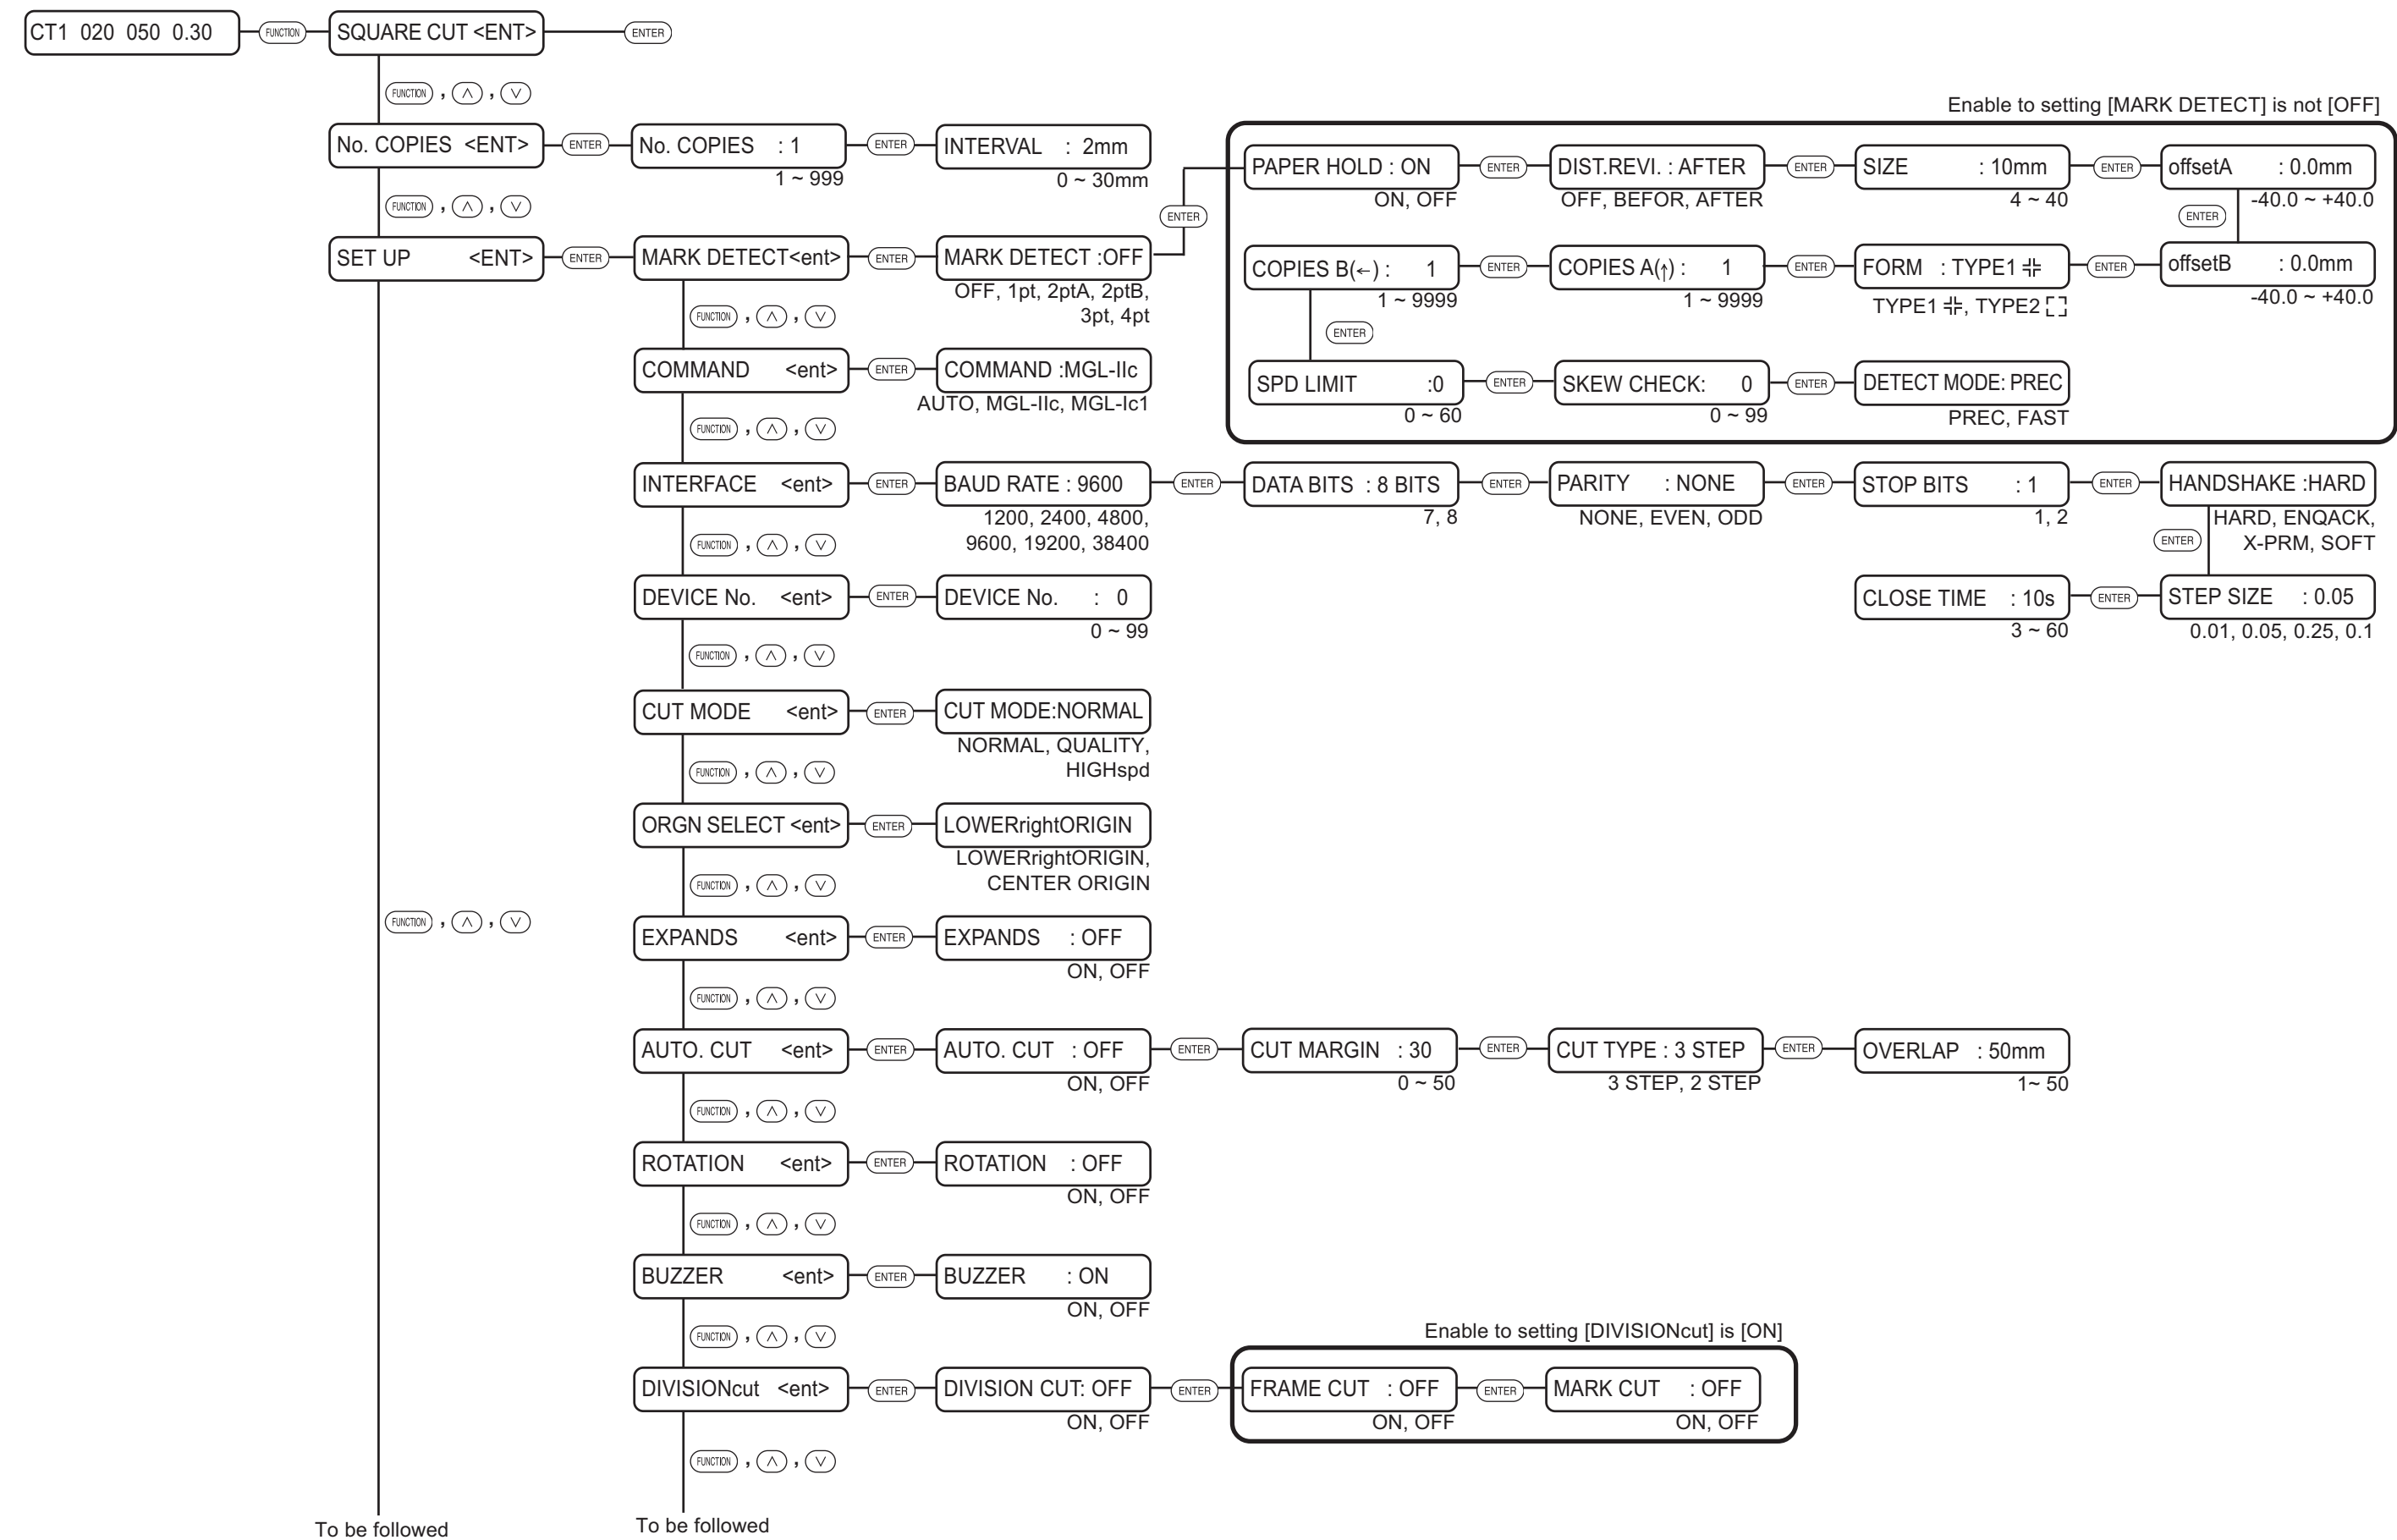 CT1 020 050 0.30
FUNCTION
SQUARE CUT <ENT>
ENTER
FUNCTION , ∧ , ∨
Enable to setting [MARK DETECT] is not [OFF]
No. COPIES <ENT>
ENTER
No. COPIES : 1
1 ~ 999
ENTER
INTERVAL : 2mm
0 ~ 30mm
FUNCTION , ∧ , ∨
SET UP <ENT>
ENTER
MARK DETECT<ent>
ENTER
MARK DETECT :OFF
OFF, 1pt, 2ptA, 2ptB,
3pt, 4pt
ENTER
PAPER HOLD : ON
ON, OFF
ENTER
DIST.REVI. : AFTER
OFF, BEFOR, AFTER
ENTER
SIZE : 10mm
4 ~ 40
ENTER
offsetA : 0.0mm
-40.0 ~ +40.0
ENTER
offsetB : 0.0mm
-40.0 ~ +40.0
ENTER
FORM : TYPE1
TYPE1 , TYPE2
ENTER
COPIES A(↑) : 1
1 ~ 9999
ENTER
COPIES B(←) : 1
1 ~ 9999
ENTER
SPD LIMIT :0
0 ~ 60
ENTER
SKEW CHECK: 0
0 ~ 99
ENTER
DETECT MODE: PREC
PREC, FAST
FUNCTION , ∧ , ∨
COMMAND <ent>
ENTER
COMMAND :MGL-IIc
AUTO, MGL-IIc, MGL-Ic1
FUNCTION , ∧ , ∨
INTERFACE <ent>
ENTER
BAUD RATE : 9600
1200, 2400, 4800,
9600, 19200, 38400
ENTER
DATA BITS : 8 BITS
7, 8
ENTER
PARITY : NONE
NONE, EVEN, ODD
ENTER
STOP BITS : 1
1, 2
ENTER
HANDSHAKE :HARD
HARD, ENQACK,
X-PRM, SOFT
ENTER
STEP SIZE : 0.05
0.01, 0.05, 0.25, 0.1
ENTER
CLOSE TIME : 10s
3 ~ 60
FUNCTION , ∧ , ∨
DEVICE No. <ent>
ENTER
DEVICE No. : 0
0 ~ 99
FUNCTION , ∧ , ∨
CUT MODE <ent>
ENTER
CUT MODE:NORMAL
NORMAL, QUALITY,
HIGHspd
FUNCTION , ∧ , ∨
ORGN SELECT <ent>
ENTER
LOWERrightORIGIN
LOWERrightORIGIN,
CENTER ORIGIN
FUNCTION , ∧ , ∨
FUNCTION , ∧ , ∨
EXPANDS <ent>
ENTER
EXPANDS : OFF
ON, OFF
FUNCTION , ∧ , ∨
AUTO. CUT <ent>
ENTER
AUTO. CUT : OFF
ON, OFF
ENTER
CUT MARGIN : 30
0 ~ 50
ENTER
CUT TYPE : 3 STEP
3 STEP, 2 STEP
ENTER
OVERLAP : 50mm
1~ 50
FUNCTION , ∧ , ∨
ROTATION <ent>
ENTER
ROTATION : OFF
ON, OFF
FUNCTION , ∧ , ∨
BUZZER <ent>
ENTER
BUZZER : ON
ON, OFF
FUNCTION , ∧ , ∨
Enable to setting [DIVISIONcut] is [ON]
DIVISIONcut <ent>
ENTER
DIVISION CUT: OFF
ON, OFF
ENTER
FRAME CUT : OFF
ON, OFF
ENTER
MARK CUT : OFF
ON, OFF
FUNCTION , ∧ , ∨
To be followed
To be followed